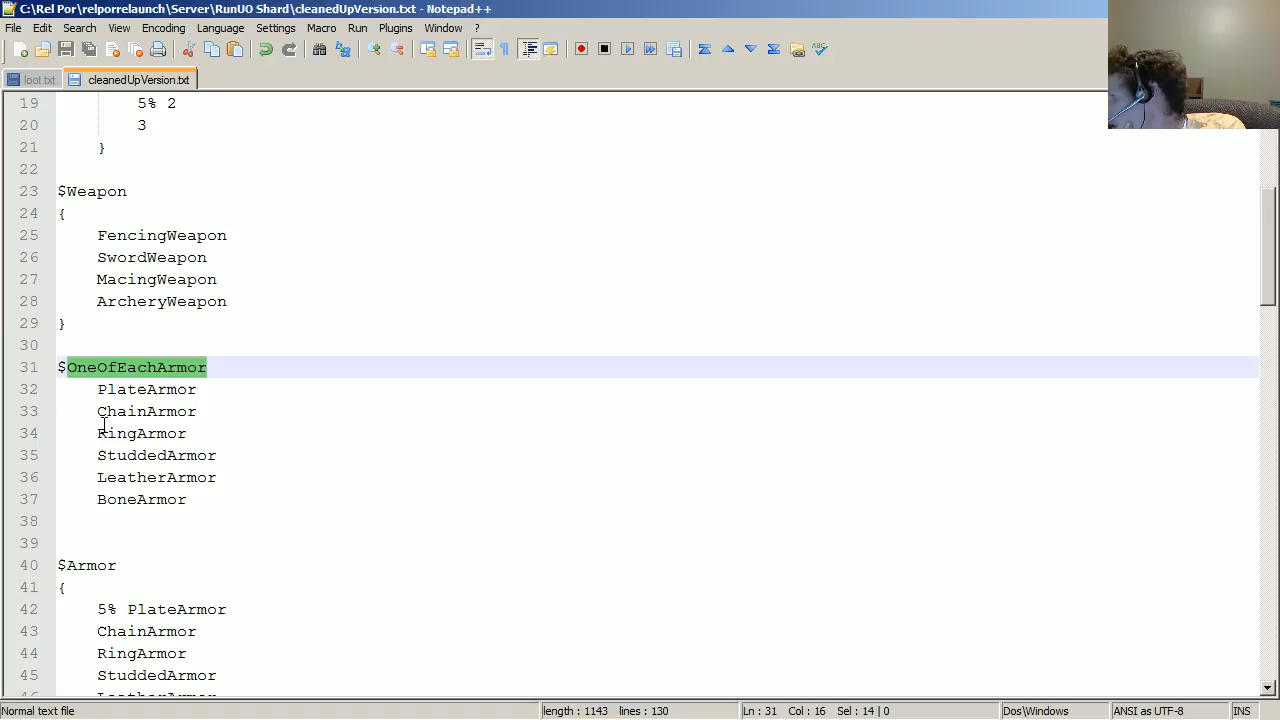 C:\Rel Por\relporrelaunch\Server\RunUO Shard\cleanedUpVersion.txt - Notepad++
File Edit Search View Encoding Language Settings Macro Run Plugins Window ?
loot.txt cleanedUpVersion.txt
19 5% 2
20 3
21 }
22
23 $Weapon
24 {
25 FencingWeapon
26 SwordWeapon
27 MacingWeapon
28 ArcheryWeapon
29 }
30
31 $OneOfEachArmor
32 PlateArmor
33 ChainArmor
34 RingArmor
35 StuddedArmor
36 LeatherArmor
37 BoneArmor
38
39
40 $Armor
41 {
42 5% PlateArmor
43 ChainArmor
44 RingArmor
45 StuddedArmor
46 LeatherArmor
Normal text file length : 1143 lines : 130 Ln : 31 Col : 16 Sel : 14 | 0 Dos\Windows ANSI as UTF-8 INS